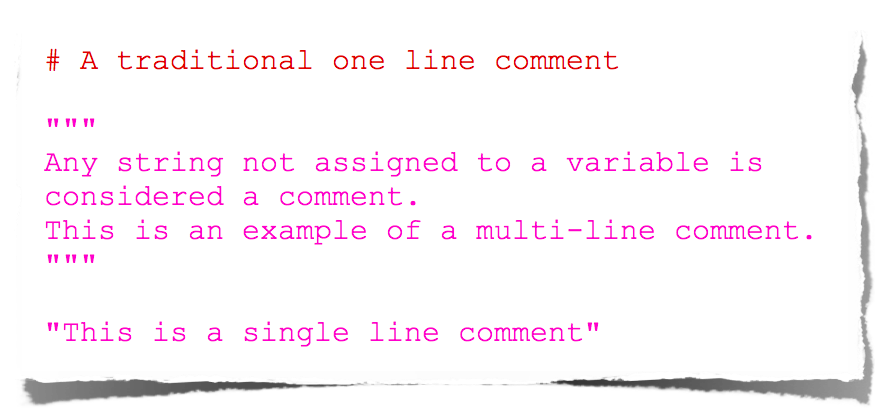 # A traditional one line comment
"""
Any string not assigned to a variable is
considered a comment.
This is an example of a multi-line comment.
"""
"This is a single line comment"